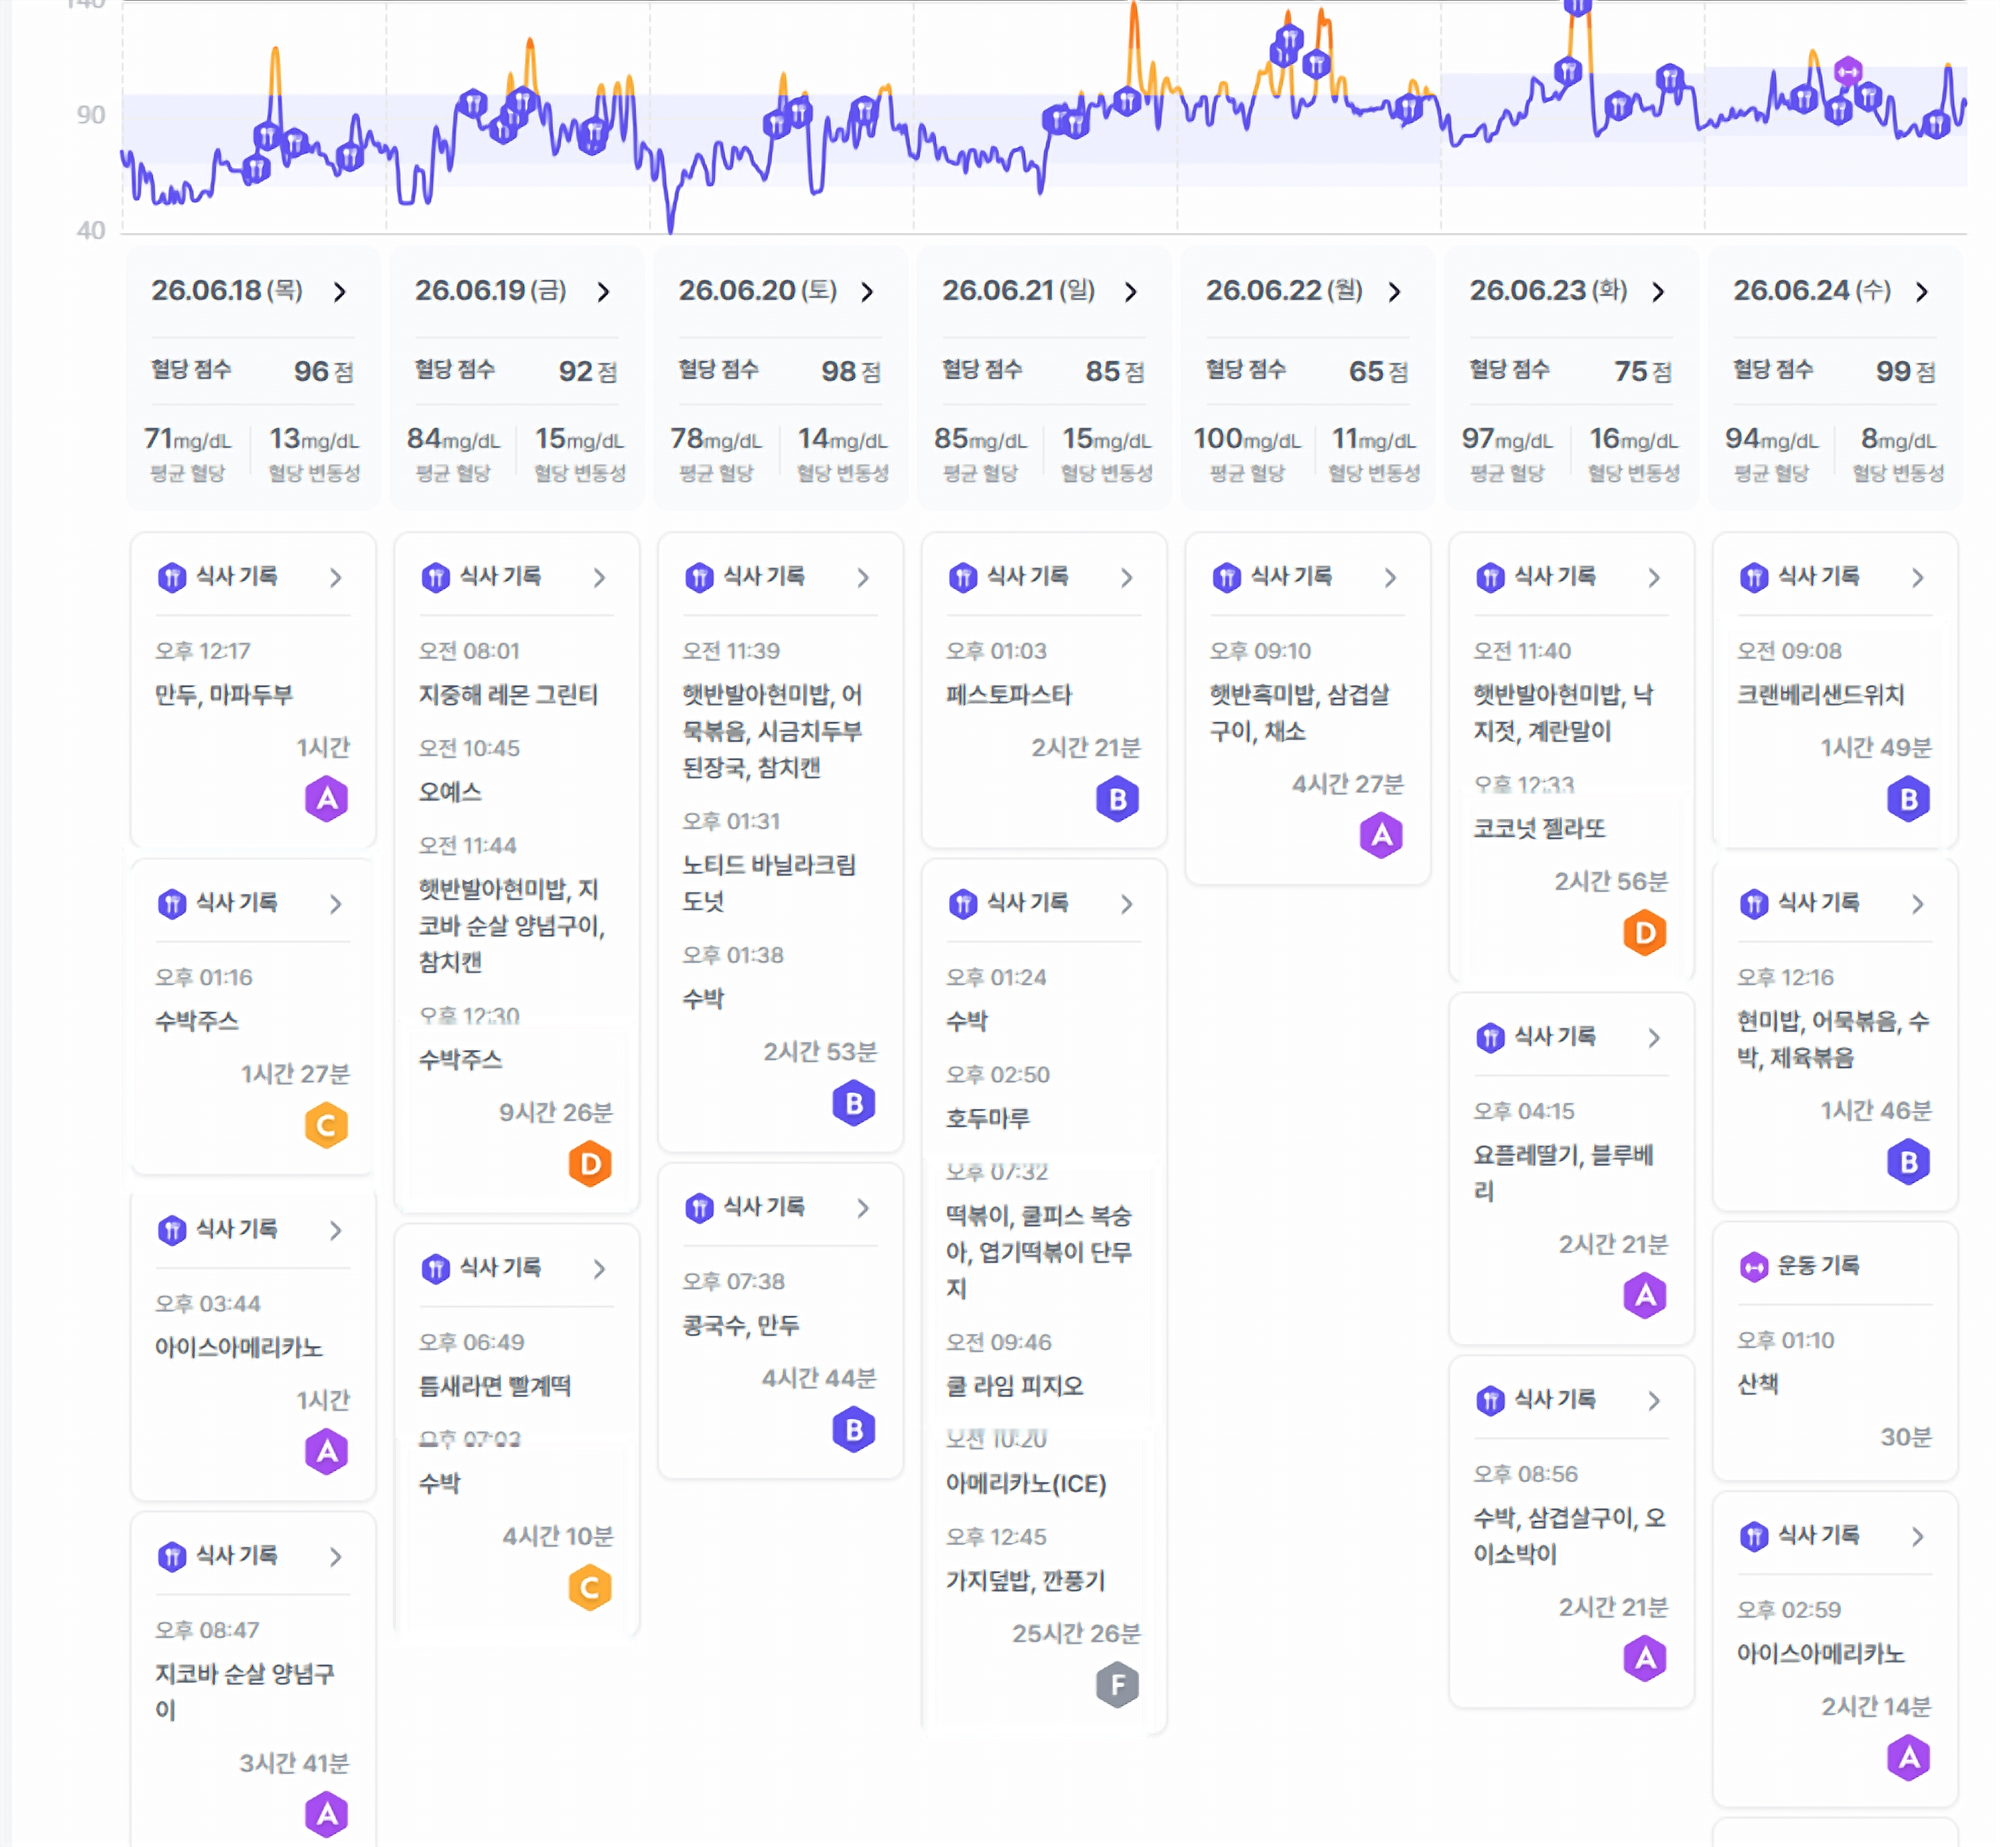 140
90
40
26.06.18 (목)
혈당 점수 96 점
71mg/dL 13mg/dL
평균 혈당 혈당 변동성
26.06.19 (금)
혈당 점수 92 점
84mg/dL 15mg/dL
평균 혈당 혈당 변동성
26.06.20 (토)
혈당 점수 98 점
78mg/dL 14mg/dL
평균 혈당 혈당 변동성
26.06.21 (일)
혈당 점수 85 점
85mg/dL 15mg/dL
평균 혈당 혈당 변동성
26.06.22 (월)
혈당 점수 65 점
100mg/dL 11mg/dL
평균 혈당 혈당 변동성
26.06.23 (화)
혈당 점수 75 점
97mg/dL 16mg/dL
평균 혈당 혈당 변동성
26.06.24 (수)
혈당 점수 99 점
94mg/dL 8mg/dL
평균 혈당 혈당 변동성
식사 기록
오후 12:17
만두, 마파두부
1시간
A
식사 기록
오후 01:16
수박주스
1시간 27분
C
식사 기록
오후 03:44
아이스아메리카노
1시간
A
식사 기록
오후 08:47
지코바 순살 양념구
이
3시간 41분
A
식사 기록
오전 08:01
지중해 레몬 그린티
오전 10:45
오예스
오전 11:44
햇반발아현미밥, 지
코바 순살 양념구이,
참치캔
오후 12:30
수박주스
9시간 26분
D
식사 기록
오후 06:49
틈새라면 빨계떡
오후 07:03
수박
4시간 10분
C
식사 기록
오전 11:39
햇반발아현미밥, 어
묵볶음, 시금치두부
된장국, 참치캔
오후 01:31
노티드 바닐라크림
도넛
오후 01:38
수박
2시간 53분
B
식사 기록
오후 07:38
콩국수, 만두
4시간 44분
B
식사 기록
오후 01:03
페스토파스타
2시간 21분
B
식사 기록
오후 01:24
수박
오후 02:50
호두마루
오후 07:32
떡볶이, 쿨피스 복숭
아, 엽기떡볶이 단무
지
오전 09:46
쿨 라임 피지오
오전 10:20
아메리카노(ICE)
오후 12:45
가지덮밥, 깐풍기
25시간 26분
F
식사 기록
오후 09:10
햇반흑미밥, 삼겹살
구이, 채소
4시간 27분
A
식사 기록
오전 11:40
햇반발아현미밥, 낙
지젓, 계란말이
오후 12:33
코코넛 젤라또
2시간 56분
D
식사 기록
오후 04:15
요플레딸기, 블루베
리
2시간 21분
A
식사 기록
오후 08:56
수박, 삼겹살구이, 오
이소박이
2시간 21분
A
식사 기록
오전 09:08
크랜베리샌드위치
1시간 49분
B
식사 기록
오후 12:16
현미밥, 어묵볶음, 수
박, 제육볶음
1시간 46분
B
운동 기록
오후 01:10
산책
30분
식사 기록
오후 02:59
아이스아메리카노
2시간 14분
A